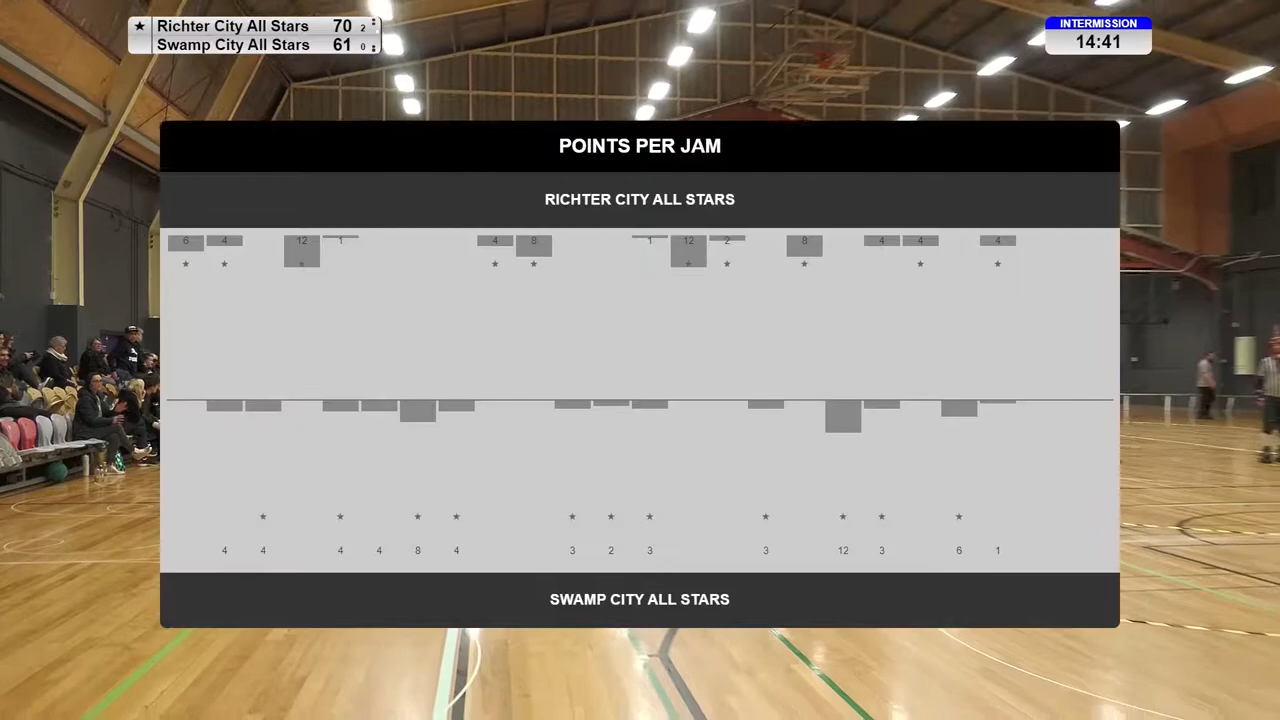 ★ Richter City All Stars 70 2
Swamp City All Stars 61 0
INTERMISSION
14:41
POINTS PER JAM
RICHTER CITY ALL STARS
6 4 12 1 4 8 1 12 2 8 4 4 4
★ ★ ★ ★ ★ ★ ★ ★ ★ ★
★ ★ ★ ★ ★ ★ ★ ★ ★ ★ ★
4 4 4 4 8 4 3 2 3 3 12 3 6 1
SWAMP CITY ALL STARS